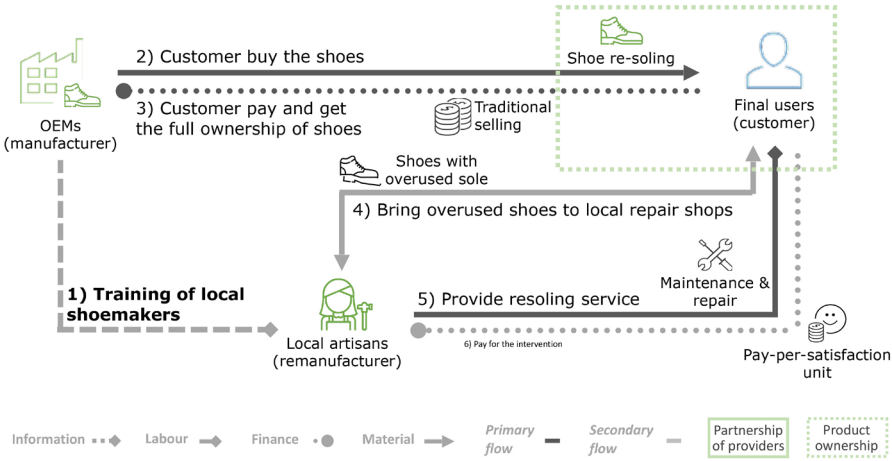 2) Customer buy the shoes
Shoe re-soling
3) Customer pay and get
the full ownership of shoes
Traditional
selling
OEMs
(manufacturer)
Final users
(customer)
Shoes with
overused sole
4) Bring overused shoes to local repair shops
1) Training of local
shoemakers
5) Provide resoling service
Maintenance &
repair
Local artisans
(remanufacturer)
6) Pay for the intervention
Pay-per-satisfaction
unit
Information
Labour
Finance
Material
Primary
flow
Secondary
flow
Partnership
of providers
Product
ownership